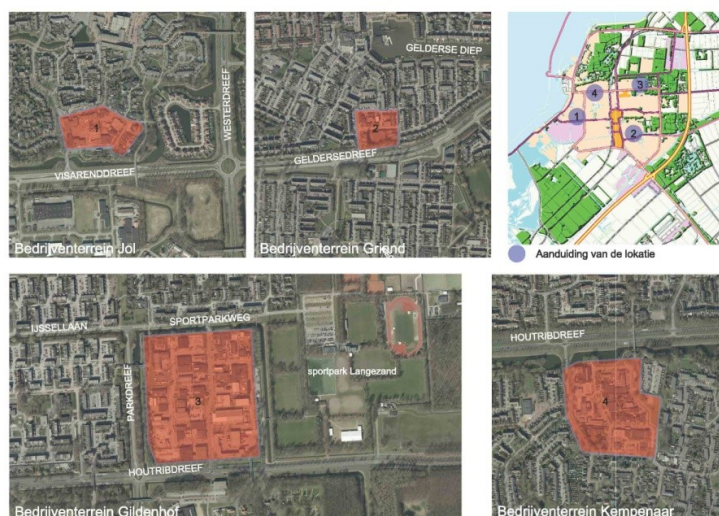 GELDERSE DIEP
WESTERDREEF
1
2
VISARENDDREEF
GELDERSEDREEF
Bedrijventerrein Jol
Bedrijventerrein Griend
3
4
1
2
Aanduiding van de lokatie
IJSSELLAAN
SPORTPARKWEG
PARKDREEF
sportpark Langezand
3
HOUTRIBDREEF
Bedrijventerrein Gildenhof
HOUTRIBDREEF
4
Bedrijventerrein Kempenaar